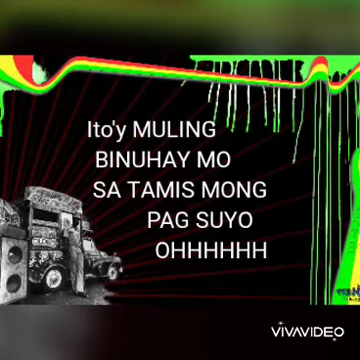 Ito'y MULING
BINUHAY MO
SA TAMIS MONG
PAG SUYO
OHHHHHH
VIVAVIDEO